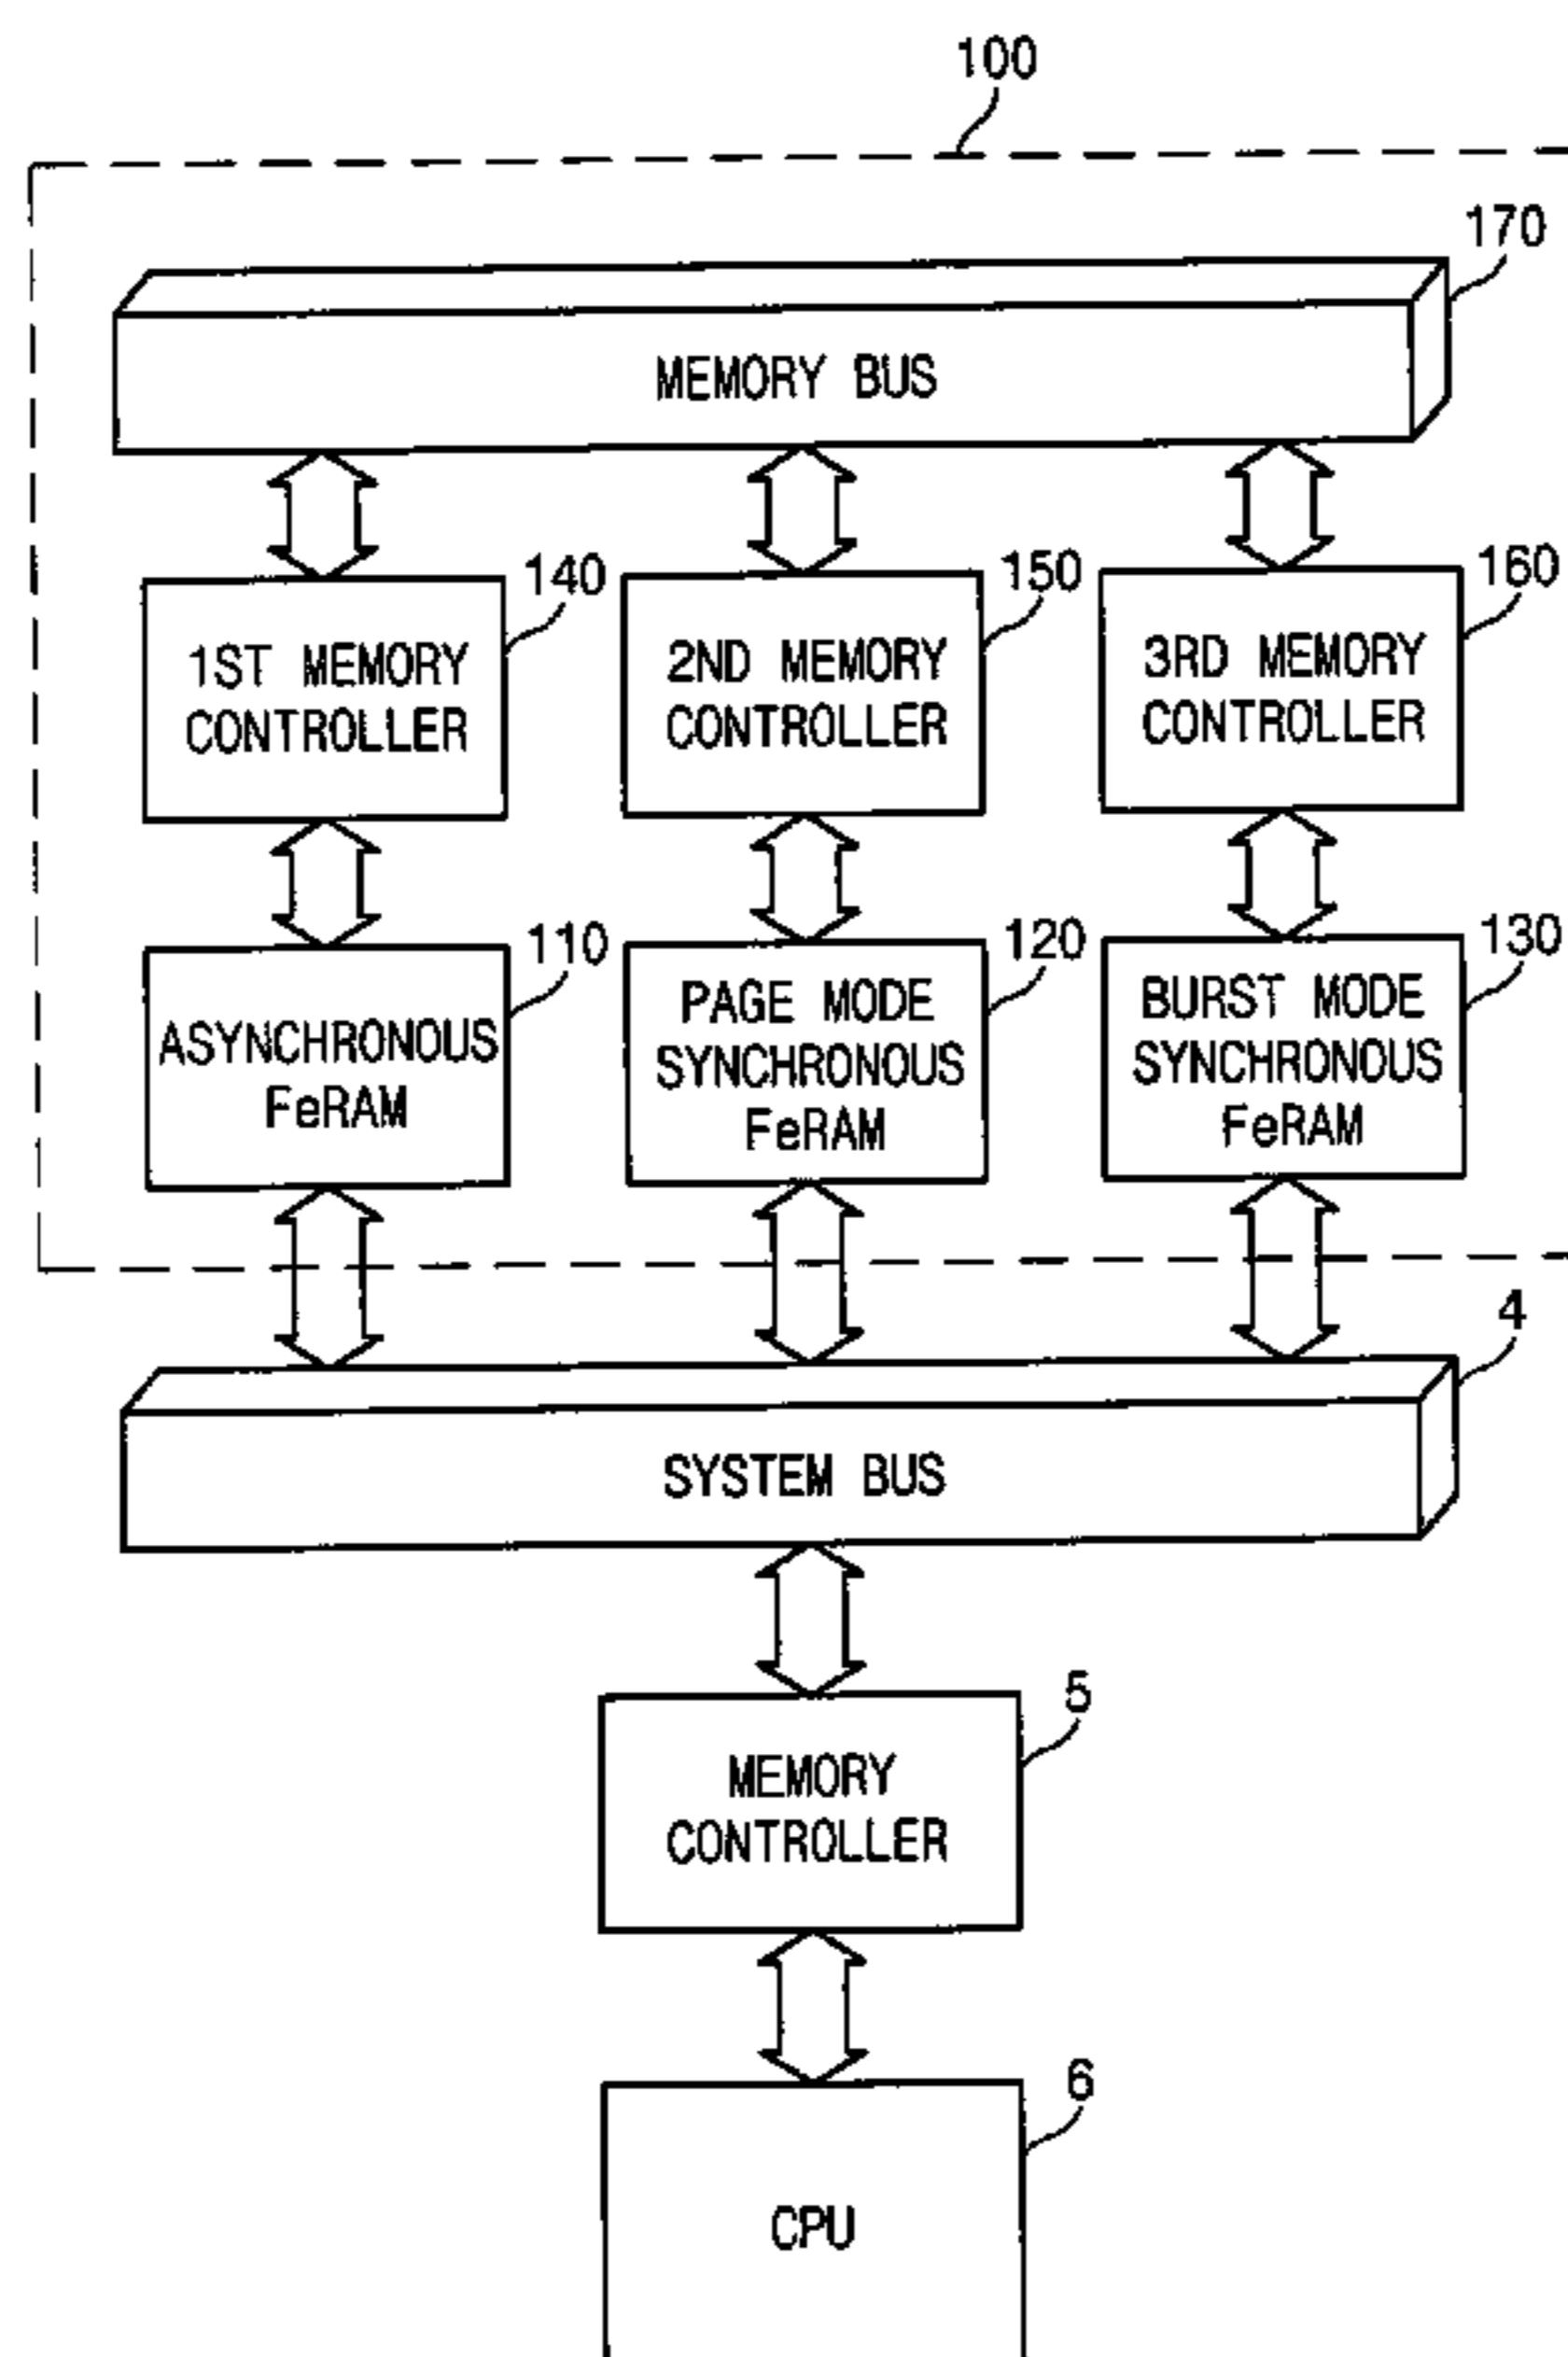 100
170
MEMORY BUS
140
150
160
1ST MEMORY
CONTROLLER
2ND MEMORY
CONTROLLER
3RD MEMORY
CONTROLLER
110
120
130
ASYNCHRONOUS
FeRAM
PAGE MODE
SYNCHRONOUS
FeRAM
BURST MODE
SYNCHRONOUS
FeRAM
4
SYSTEM BUS
5
MEMORY
CONTROLLER
6
CPU